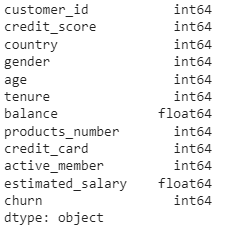 customer_id int64
credit_score int64
country int64
gender int64
age int64
tenure int64
balance float64
products_number int64
credit_card int64
active_member int64
estimated_salary float64
churn int64
dtype: object